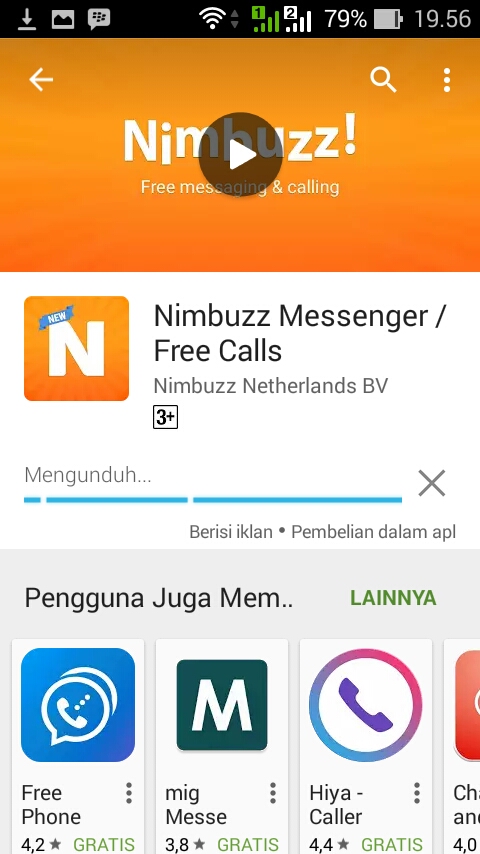 1 2 79% 19.56
Nimbuzz!
Free messaging & calling
NEW
N
Nimbuzz Messenger /
Free Calls
Nimbuzz Netherlands BV
3+
Mengunduh...
Berisi iklan • Pembelian dalam apl
Pengguna Juga Mem.. LAINNYA
M
Free
Phone
4,2 GRATIS
mig
Messe
3,8 GRATIS
Hiya -
Caller
4,4 GRATIS
Cha
and
4,0